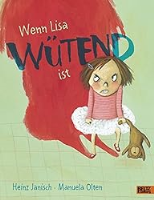 Wenn Lisa
WÜTEND
ist
Heinz Janisch · Manuela Olten